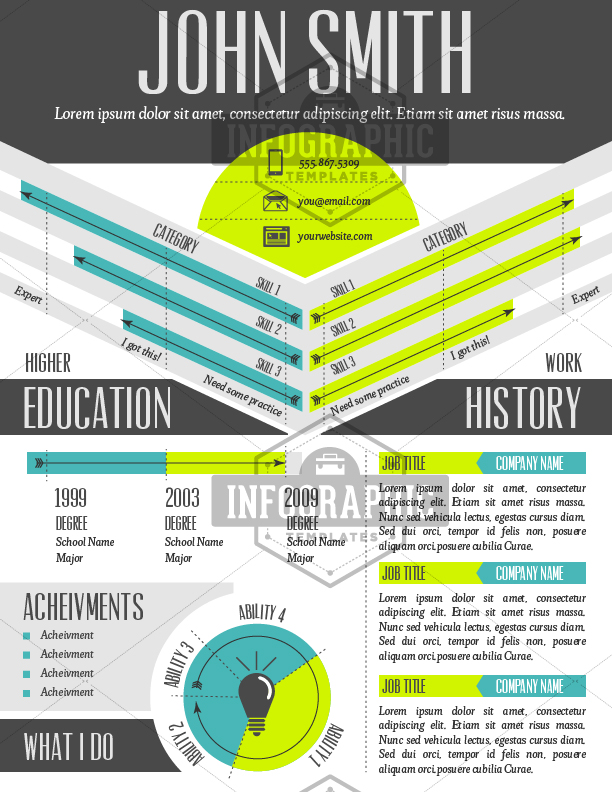 JOHN SMITH
Lorem ipsum dolor sit amet, consectetur adipiscing elit. Etiam sit amet risus massa.
INFOGRAPHIC
TEMPLATES
555.867.5309
you@email.com
yourwebsite.com
CATEGORY
SKILL 1
SKILL 2
SKILL 3
Expert
I got this!
Need some practice
CATEGORY
SKILL 1
SKILL 2
SKILL 3
Need some practice
I got this!
Expert
HIGHER
EDUCATION
WORK
HISTORY
INFOGRAPHIC
TEMPLATES
1999
DEGREE
School Name
Major
2003
DEGREE
School Name
Major
2009
DEGREE
School Name
Major
ACHEIVMENTS
Acheivment
Acheivment
Acheivment
Acheivment
WHAT I DO
ABILITY 4
ABILITY 3
ABILITY 2
ABILITY 1
JOB TITLE COMPANY NAME
Lorem ipsum dolor sit amet, consectetur
adipiscing elit. Etiam sit amet risus massa.
Nunc sed vehicula lectus, egestas cursus diam.
Sed dui orci, tempor id felis non, posuere
aliquam orci.posuere cubilia Curae.
JOB TITLE COMPANY NAME
Lorem ipsum dolor sit amet, consectetur
adipiscing elit. Etiam sit amet risus massa.
Nunc sed vehicula lectus, egestas cursus diam.
Sed dui orci, tempor id felis non, posuere
aliquam orci.posuere cubilia Curae.
JOB TITLE COMPANY NAME
Lorem ipsum dolor sit amet, consectetur
adipiscing elit. Etiam sit amet risus massa.
Nunc sed vehicula lectus, egestas cursus diam.
Sed dui orci, tempor id felis non, posuere
aliquam orci.posuere cubilia Curae.